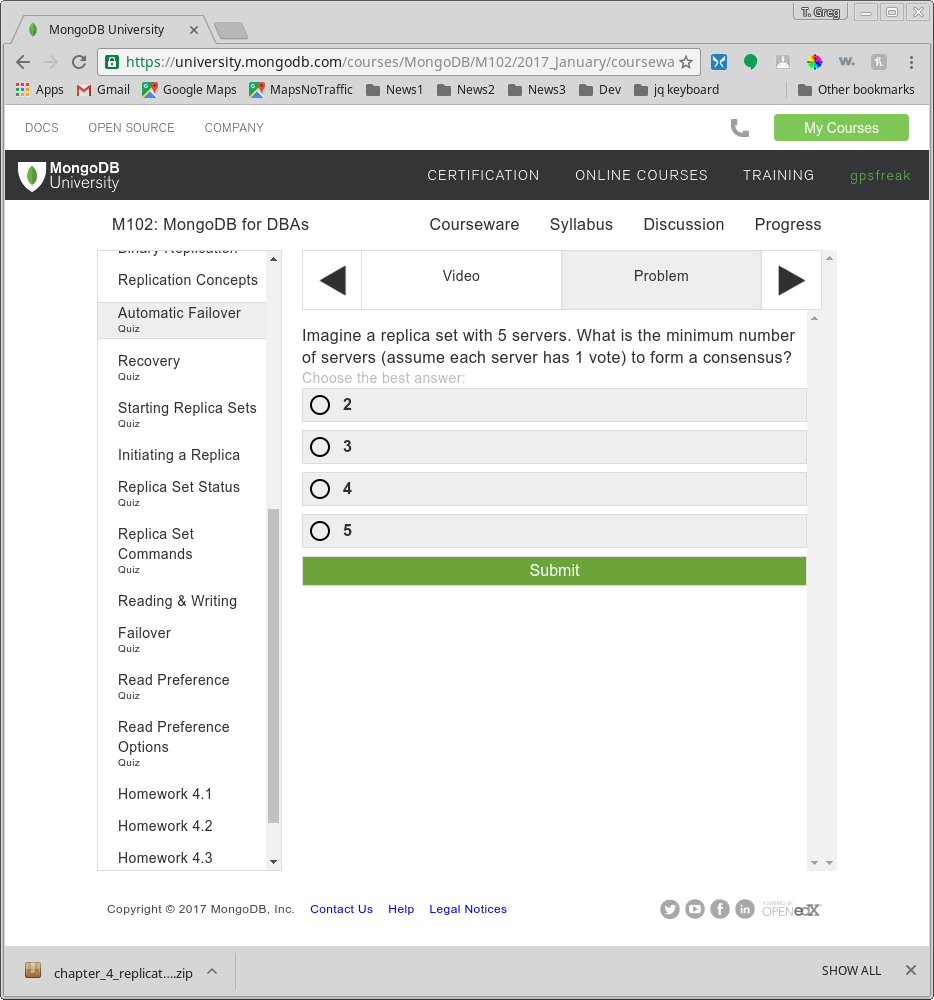 T. Greg
MongoDB University
https://university.mongodb.com/courses/MongoDB/M102/2017_January/coursewa
Apps Gmail Google Maps MapsNoTraffic News1 News2 News3 Dev jq keyboard Other bookmarks
DOCS OPEN SOURCE COMPANY My Courses
MongoDB
University
CERTIFICATION ONLINE COURSES TRAINING gpsfreak
M102: MongoDB for DBAs Courseware Syllabus Discussion Progress
Binary Replication
Replication Concepts
Automatic Failover
Quiz
Recovery
Quiz
Starting Replica Sets
Quiz
Initiating a Replica
Replica Set Status
Quiz
Replica Set
Commands
Quiz
Reading & Writing
Failover
Quiz
Read Preference
Quiz
Read Preference
Options
Quiz
Homework 4.1
Homework 4.2
Homework 4.3
Video Problem
Imagine a replica set with 5 servers. What is the minimum number
of servers (assume each server has 1 vote) to form a consensus?
Choose the best answer:
2
3
4
5
Submit
Copyright © 2017 MongoDB, Inc. Contact Us Help Legal Notices
POWERED BY
OPEN edX
chapter_4_replicat....zip SHOW ALL